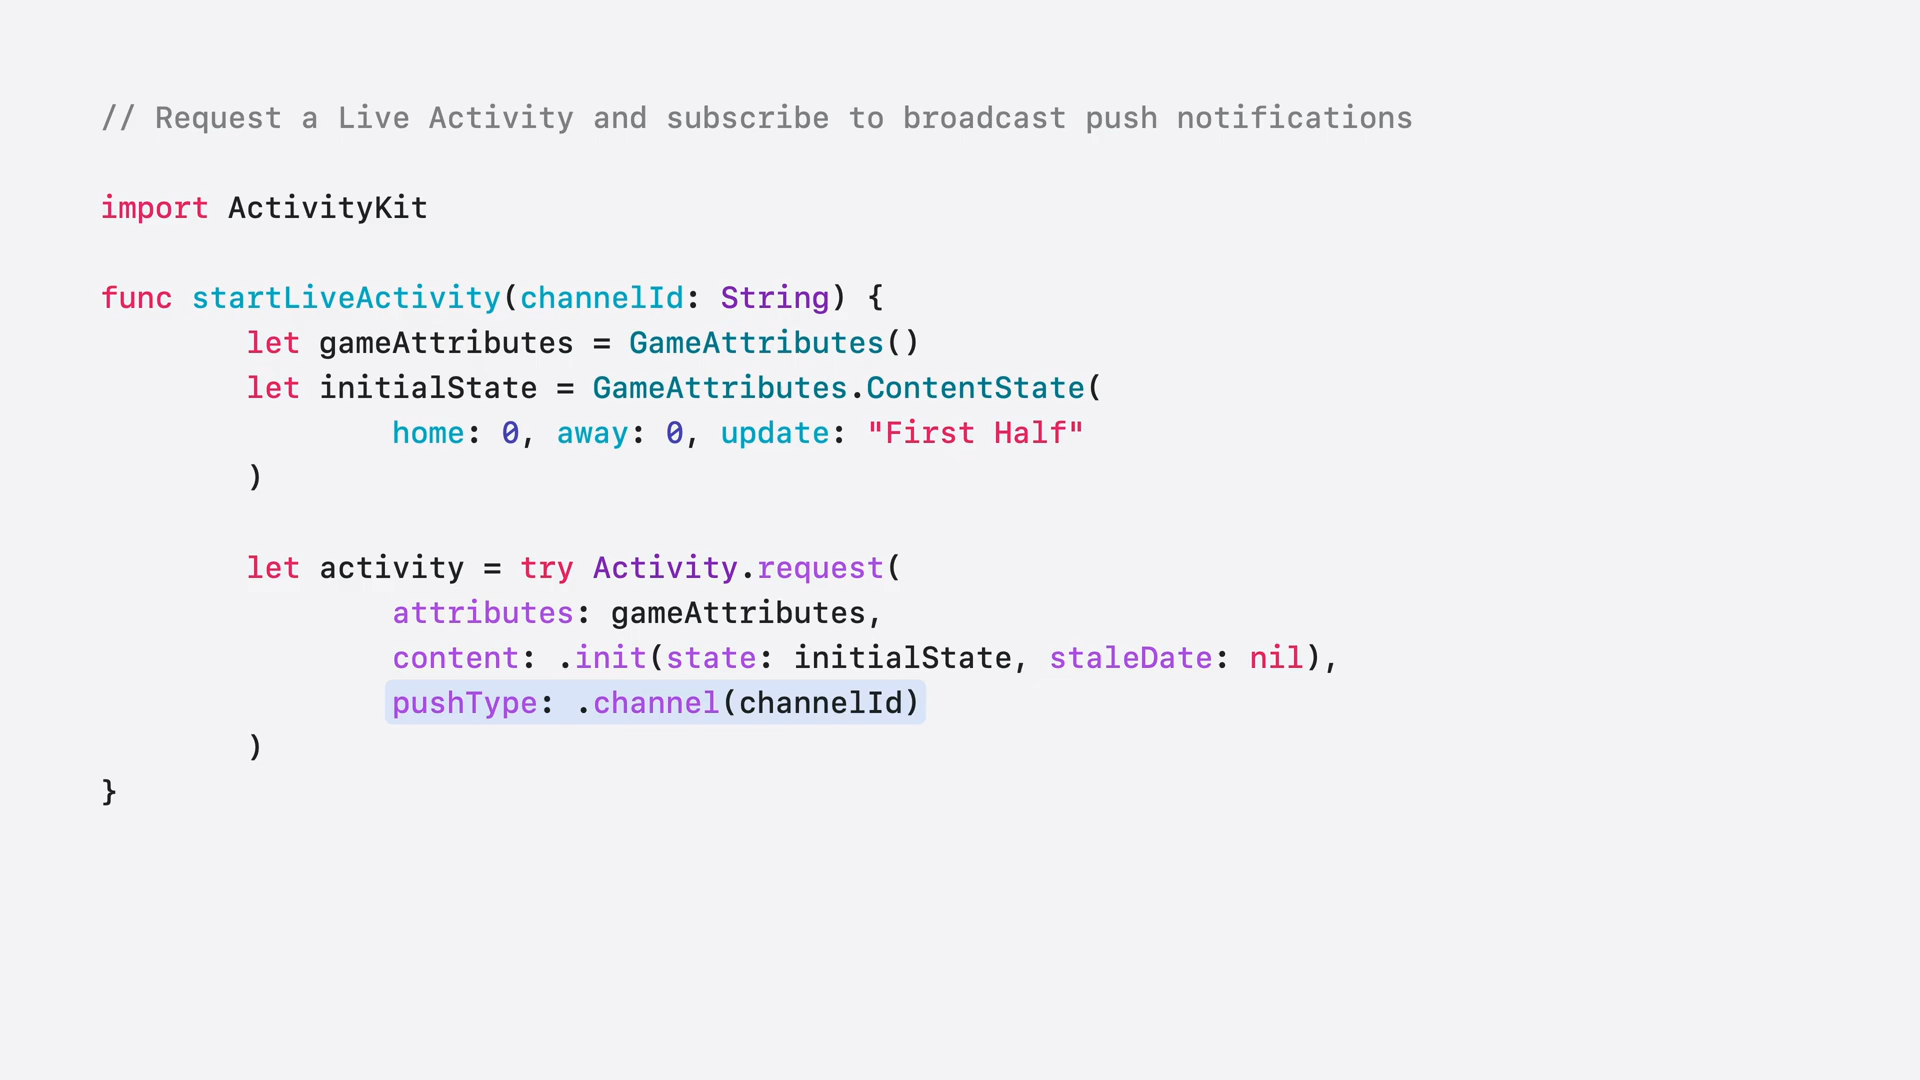 // Request a Live Activity and subscribe to broadcast push notifications
import ActivityKit
func startLiveActivity(channelId: String) {
let gameAttributes = GameAttributes()
let initialState = GameAttributes.ContentState(
home: 0, away: 0, update: "First Half"
)
let activity = try Activity.request(
attributes: gameAttributes,
content: .init(state: initialState, staleDate: nil),
pushType: .channel(channelId)
)
}